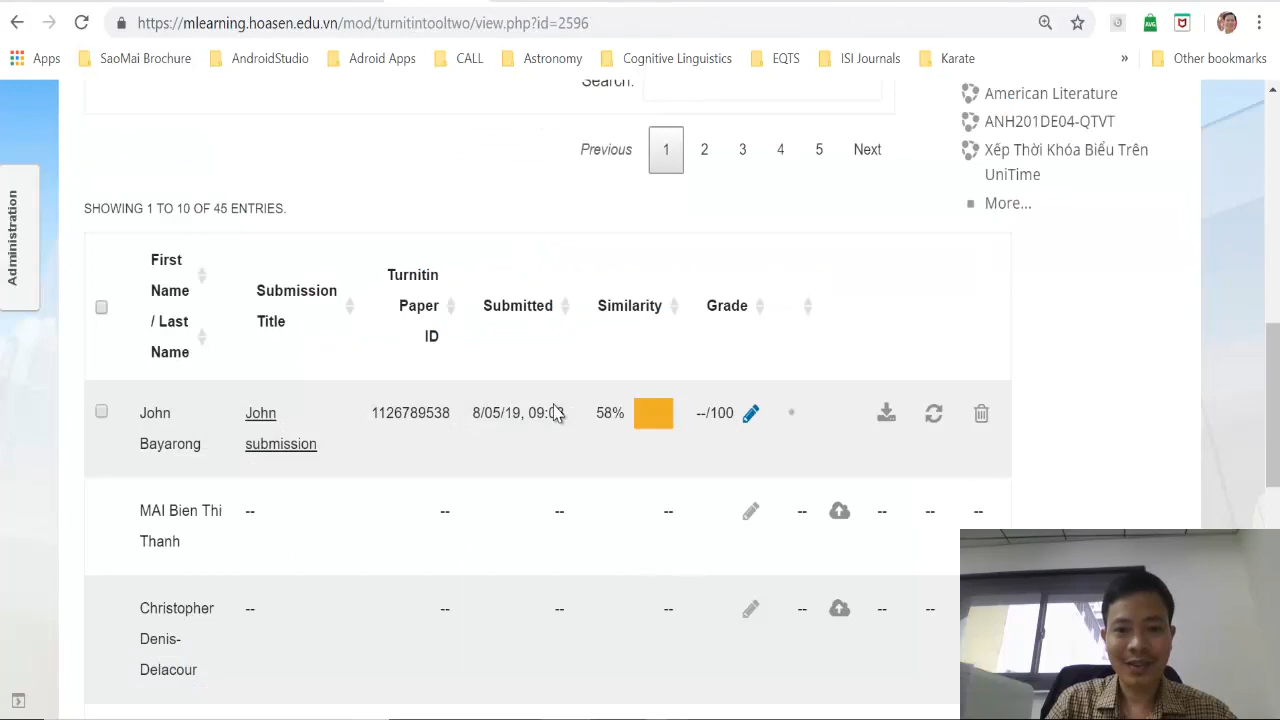 https://mlearning.hoasen.edu.vn/mod/turnitintooltwo/view.php?id=2596
Apps SaoMai Brochure AndroidStudio Adroid Apps CALL Astronomy Cognitive Linguistics EQTS ISI Journals Karate » Other bookmarks
Search:
American Literature
ANH201DE04-QTVT
Xếp Thời Khóa Biểu Trên
UniTime
More...
Administration
Previous 1 2 3 4 5 Next
SHOWING 1 TO 10 OF 45 ENTRIES.
First
Name
/ Last
Name
Submission
Title
Turnitin
Paper
ID
Submitted
Similarity
Grade
John
Bayarong
John
submission
1126789538
8/05/19,
58%
--/100
MAI Bien Thi
Thanh
-- -- -- -- -- -- -- --
Christopher
Denis-
Delacour
-- -- -- -- -- -- --